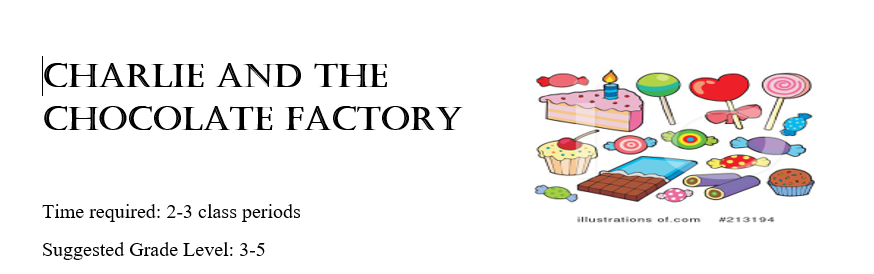 CHARLIE AND THE
CHOCOLATE FACTORY
Time required: 2-3 class periods
Suggested Grade Level: 3-5
illustrations of.com #213194